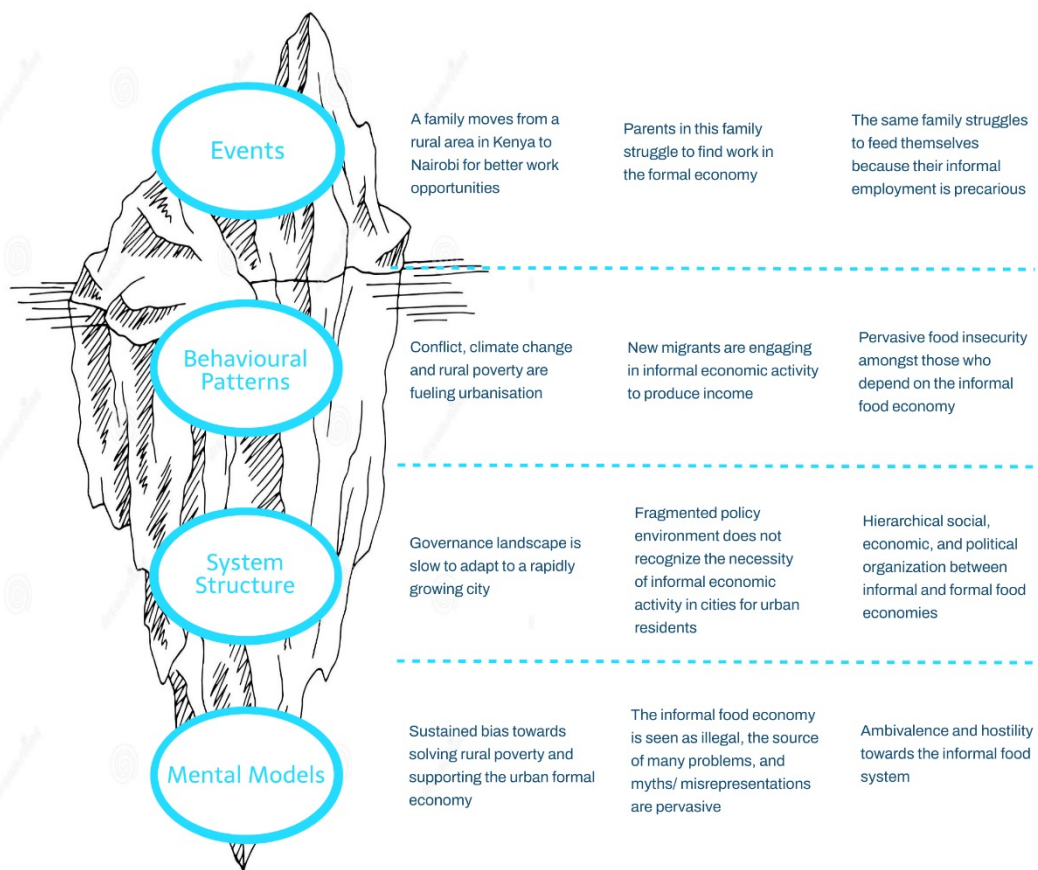 Events
A family moves from a
rural area in Kenya to
Nairobi for better work
opportunities
Parents in this family
struggle to find work in
the formal economy
The same family struggles
to feed themselves
because their informal
employment is precarious
Behavioural
Patterns
Conflict, climate change
and rural poverty are
fueling urbanisation
New migrants are engaging
in informal economic activity
to produce income
Pervasive food insecurity
amongst those who
depend on the informal
food economy
System
Structure
Governance landscape is
slow to adapt to a rapidly
growing city
Fragmented policy
environment does not
recognize the necessity
of informal economic
activity in cities for urban
residents
Hierarchical social,
economic, and political
organization between
informal and formal food
economies
Mental Models
Sustained bias towards
solving rural poverty and
supporting the urban formal
economy
The informal food economy
is seen as illegal, the source
of many problems, and
myths/ misrepresentations
are pervasive
Ambivalence and hostility
towards the informal food
system